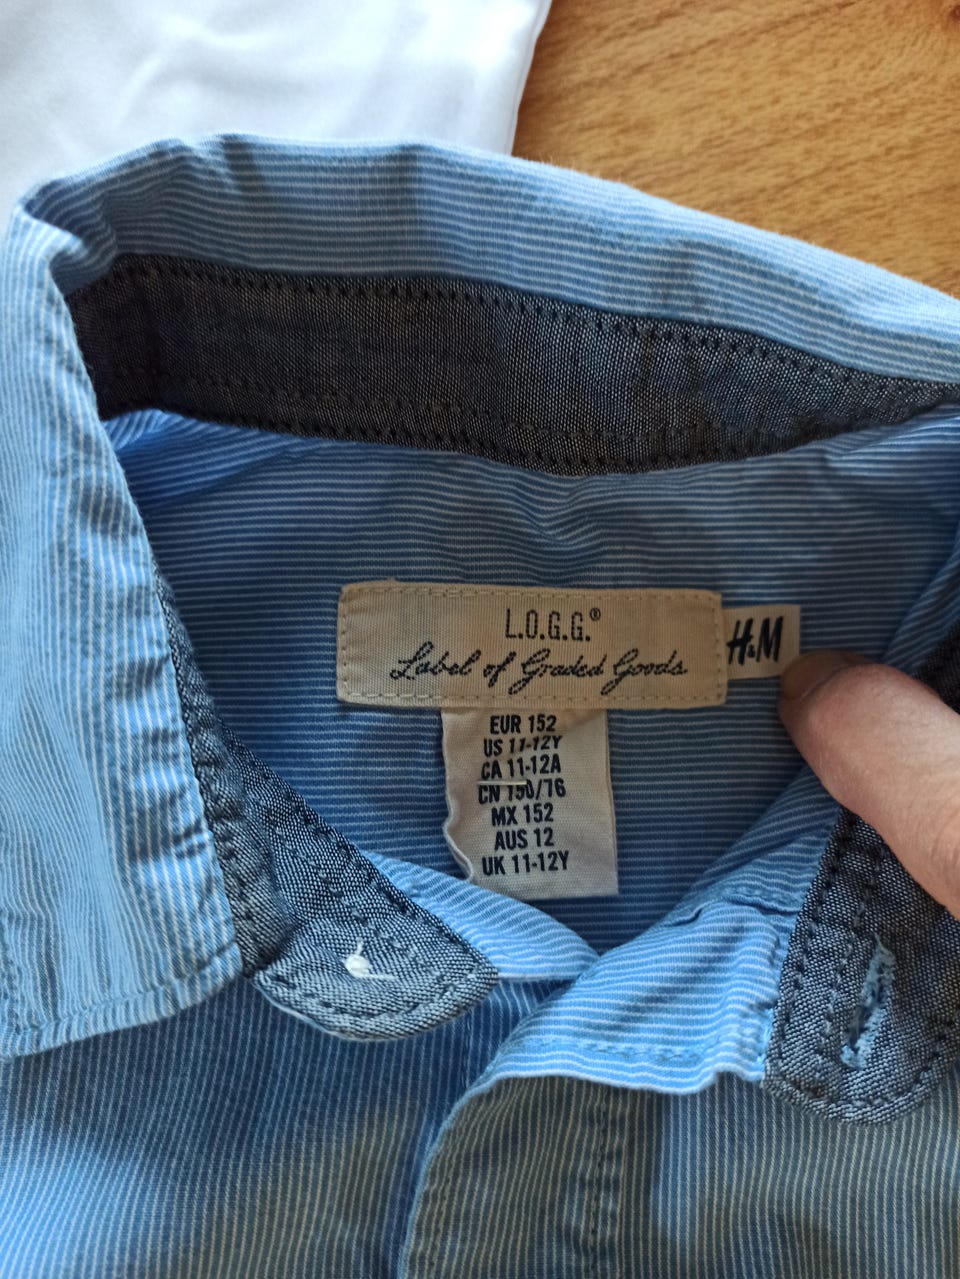 L.O.G.G.®
Label of Graded Goods
H&M
EUR 152
US 11-12Y
CA 11-12A
CN 150/76
MX 152
AUS 12
UK 11-12Y